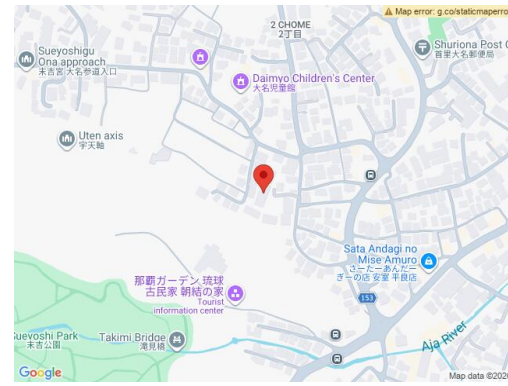 Map error: g.co/staticmaperro
2 CHOME
2丁目
Shuriona Post O
首里大名郵便局
Sueyoshigu
Ona approach
末吉宮 大名参道入口
Daimyo Children's Center
大名児童館
Uten axis
宇天軸
Sata Andagi no
Mise Amuro
さーたーあんだー
ぎーの店 安室 平良店
那覇ガーデン 琉球
古民家 朝結の家
Tourist
information center
153
Sueyoshi Park
末吉公園
Takimi Bridge
滝見橋
Aja River
Google
Map data ©2026